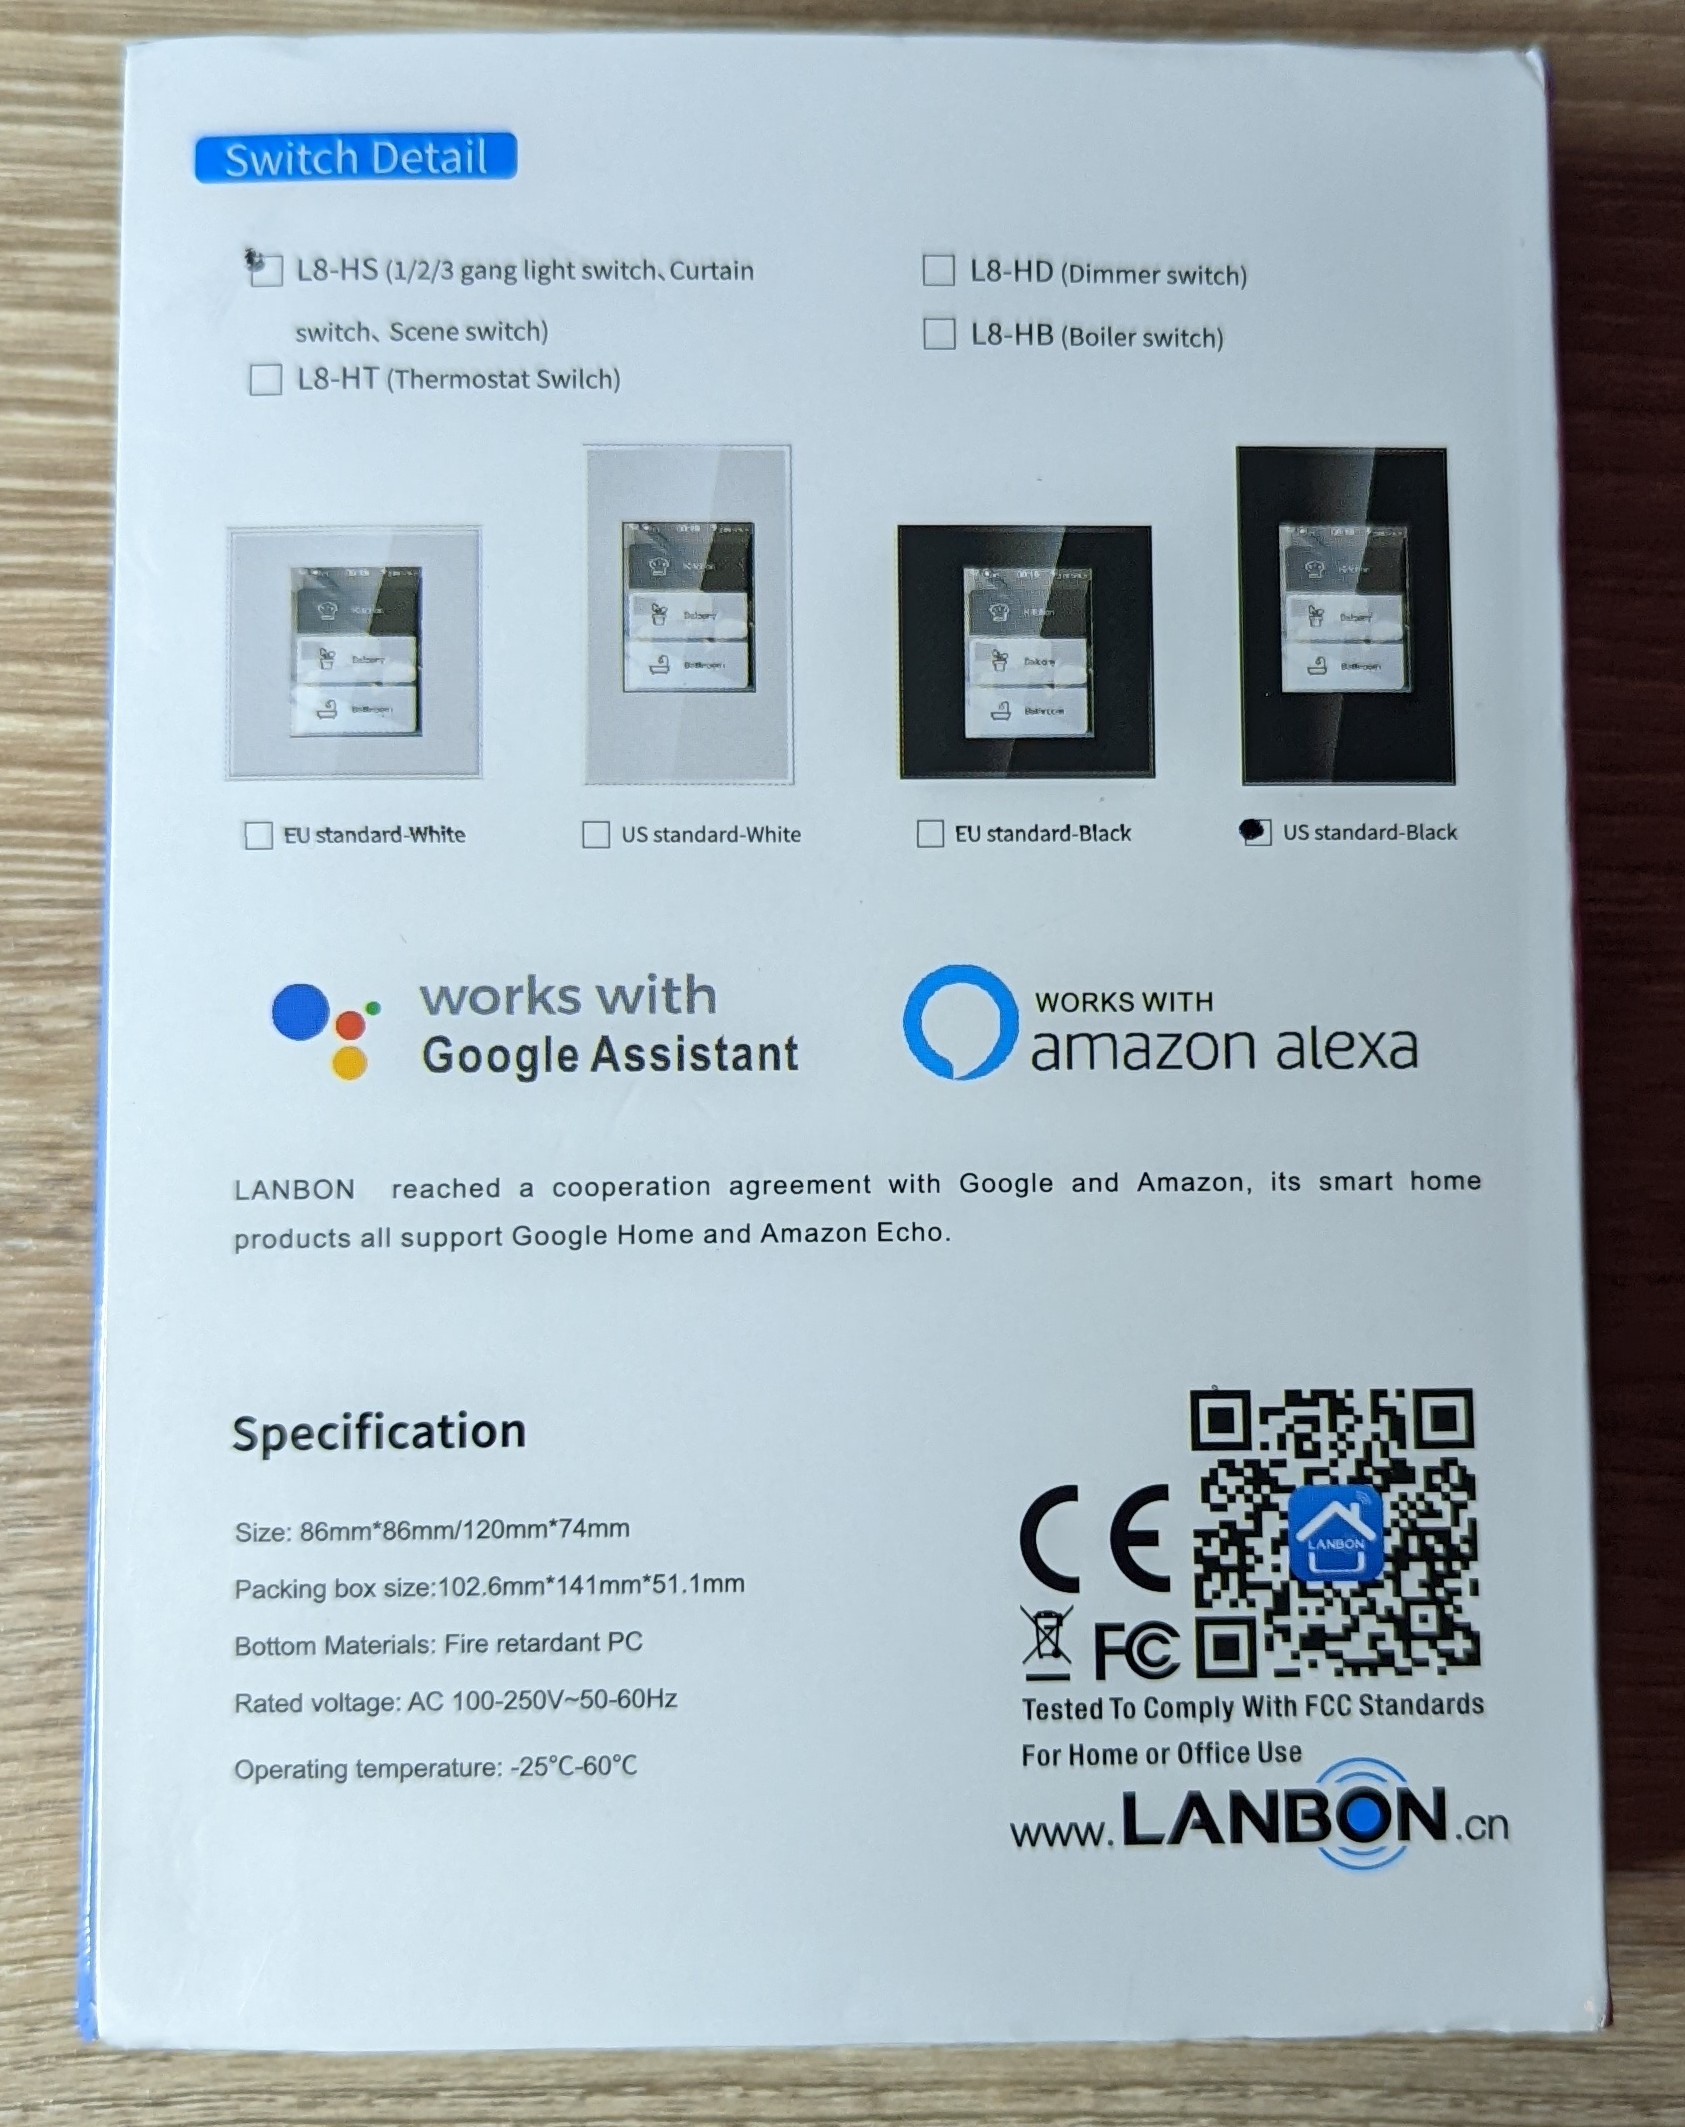 Switch Detail
L8-HS (1/2/3 gang light switch、Curtain
switch、Scene switch)
L8-HT (Thermostat Swilch)
L8-HD (Dimmer switch)
L8-HB (Boiler switch)
Kitchen
Bathroom
EU standard-White
US standard-White
EU standard-Black
US standard-Black
works with
Google Assistant
WORKS WITH
amazon alexa
LANBON reached a cooperation agreement with Google and Amazon, its smart home
products all support Google Home and Amazon Echo.
Specification
Size: 86mm*86mm/120mm*74mm
Packing box size:102.6mm*141mm*51.1mm
Bottom Materials: Fire retardant PC
Rated voltage: AC 100-250V~50-60Hz
Operating temperature: -25°C-60°C
CE
LANBON
FC
Tested To Comply With FCC Standards
For Home or Office Use
www.LANBON.cn